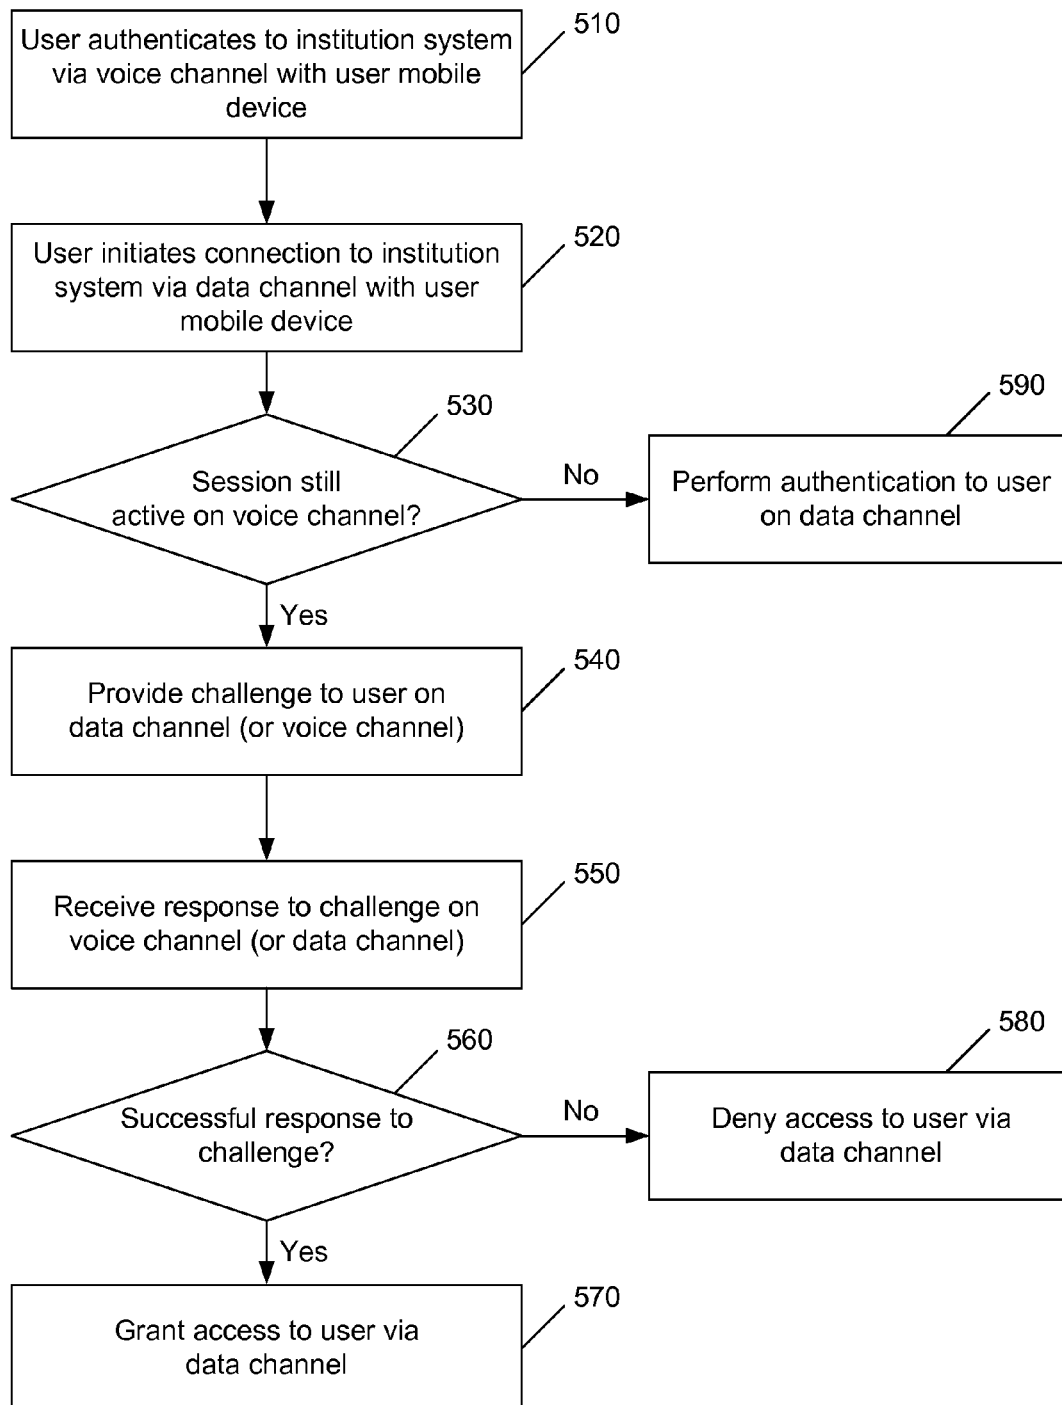 User authenticates to institution system
via voice channel with user mobile
device
510
User initiates connection to institution
system via data channel with user
mobile device
520
Session still
active on voice channel?
530
No
Perform authentication to user
on data channel
590
Yes
Provide challenge to user on
data channel (or voice channel)
540
Receive response to challenge on
voice channel (or data channel)
550
Successful response to
challenge?
560
No
Deny access to user via
data channel
580
Yes
Grant access to user via
data channel
570